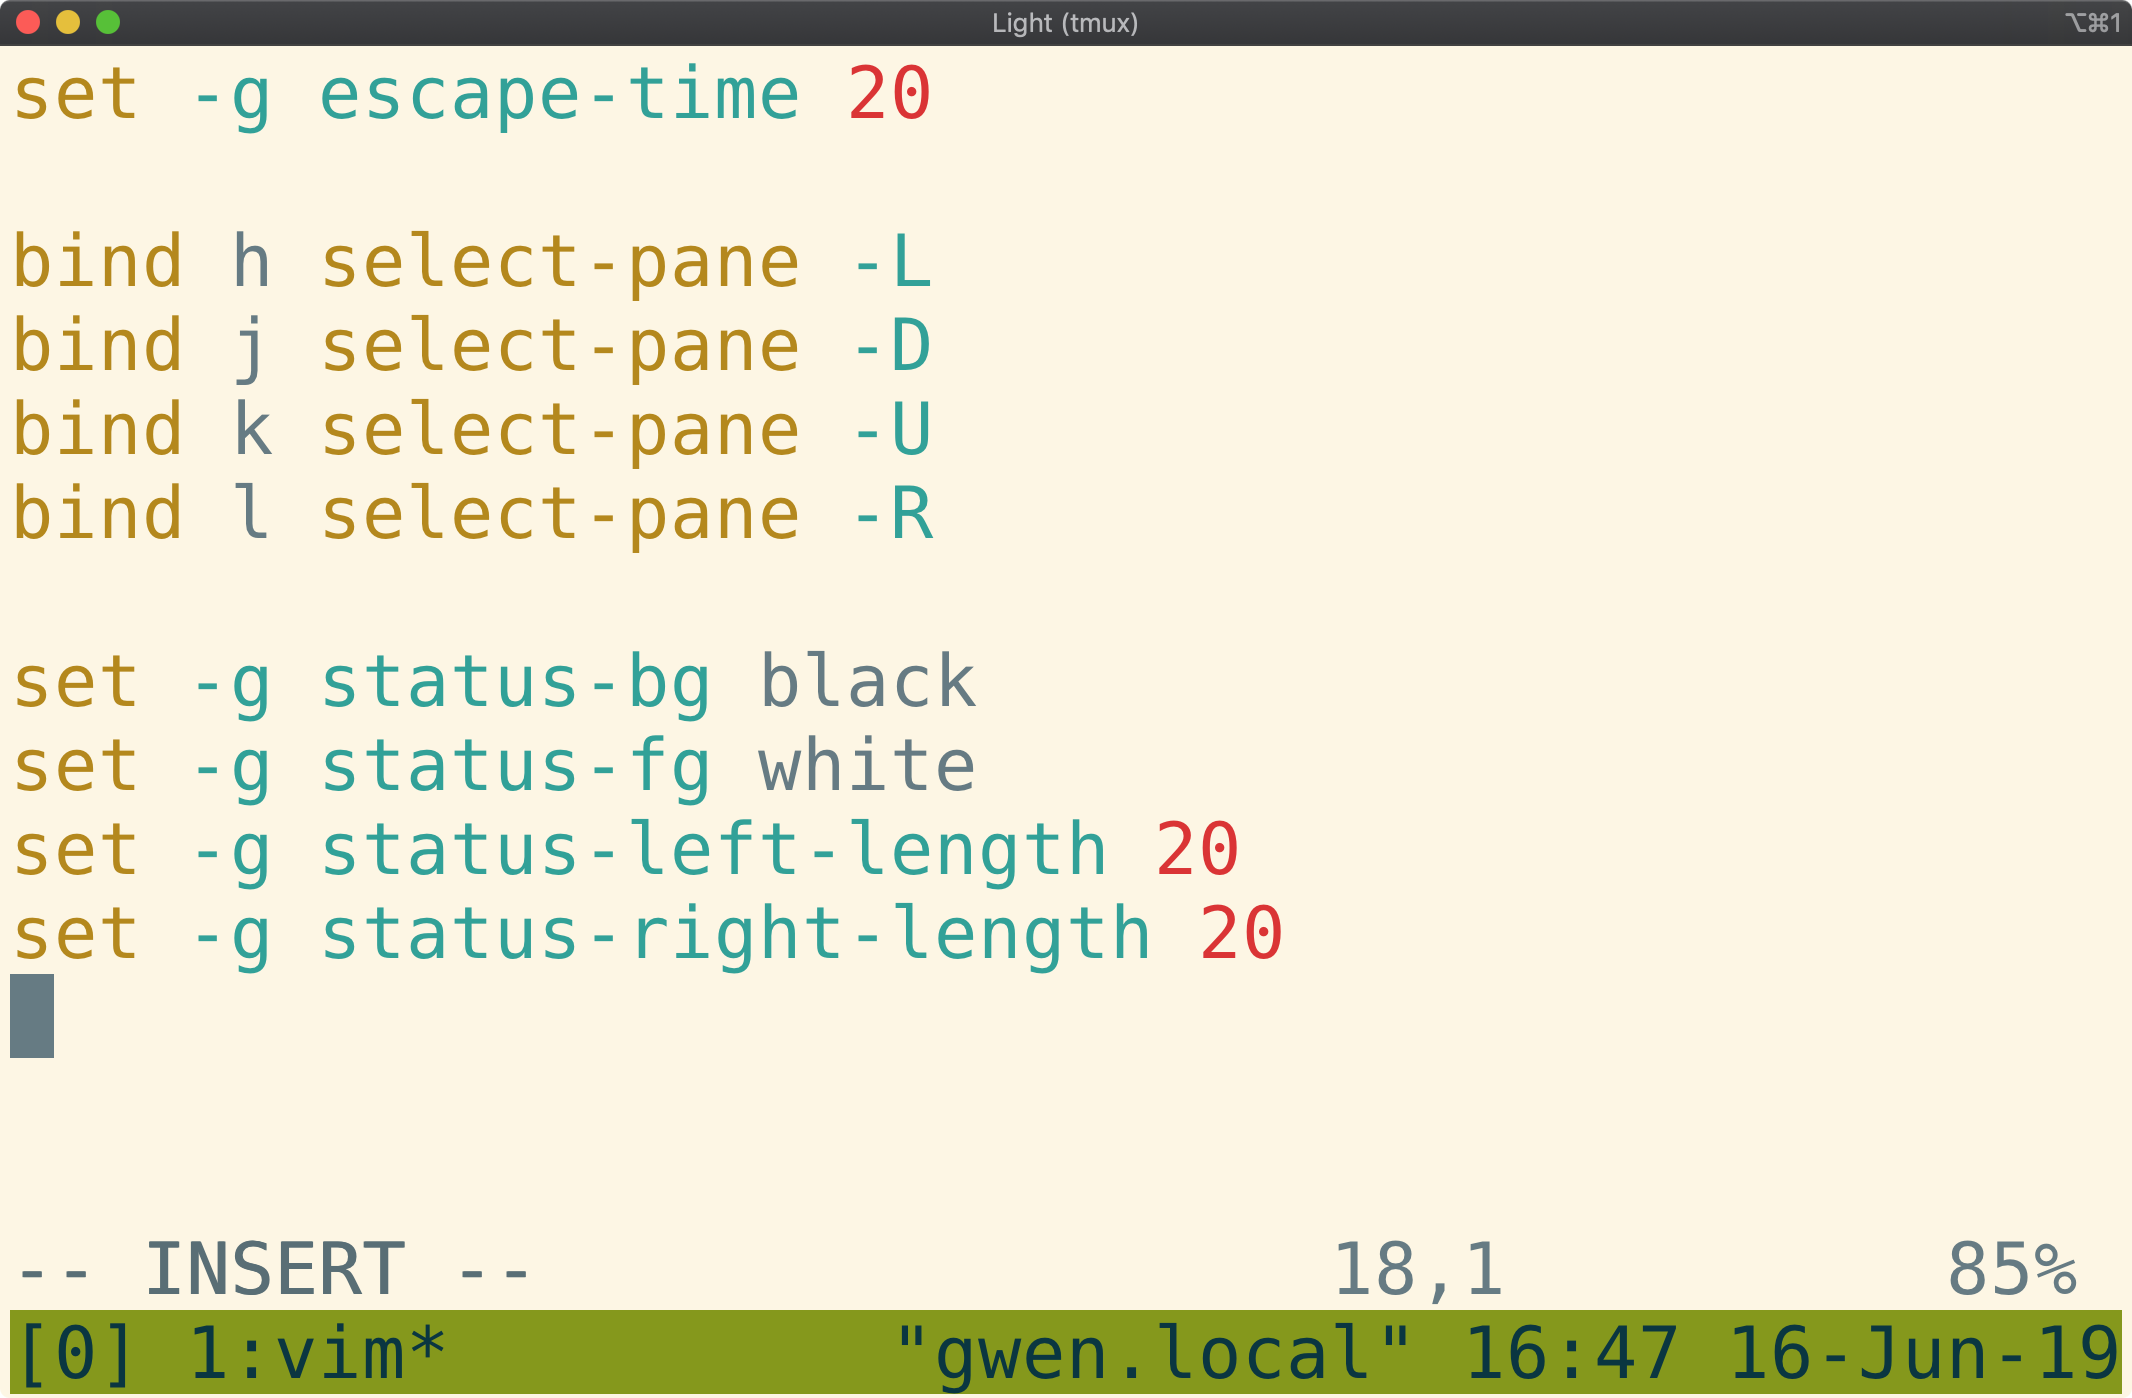 Light (tmux) ⌥⌘1
set -g escape-time 20
bind h select-pane -L
bind j select-pane -D
bind k select-pane -U
bind l select-pane -R
set -g status-bg black
set -g status-fg white
set -g status-left-length 20
set -g status-right-length 20
-- INSERT -- 18,1 85%
[0] 1:vim* "gwen.local" 16:47 16-Jun-19